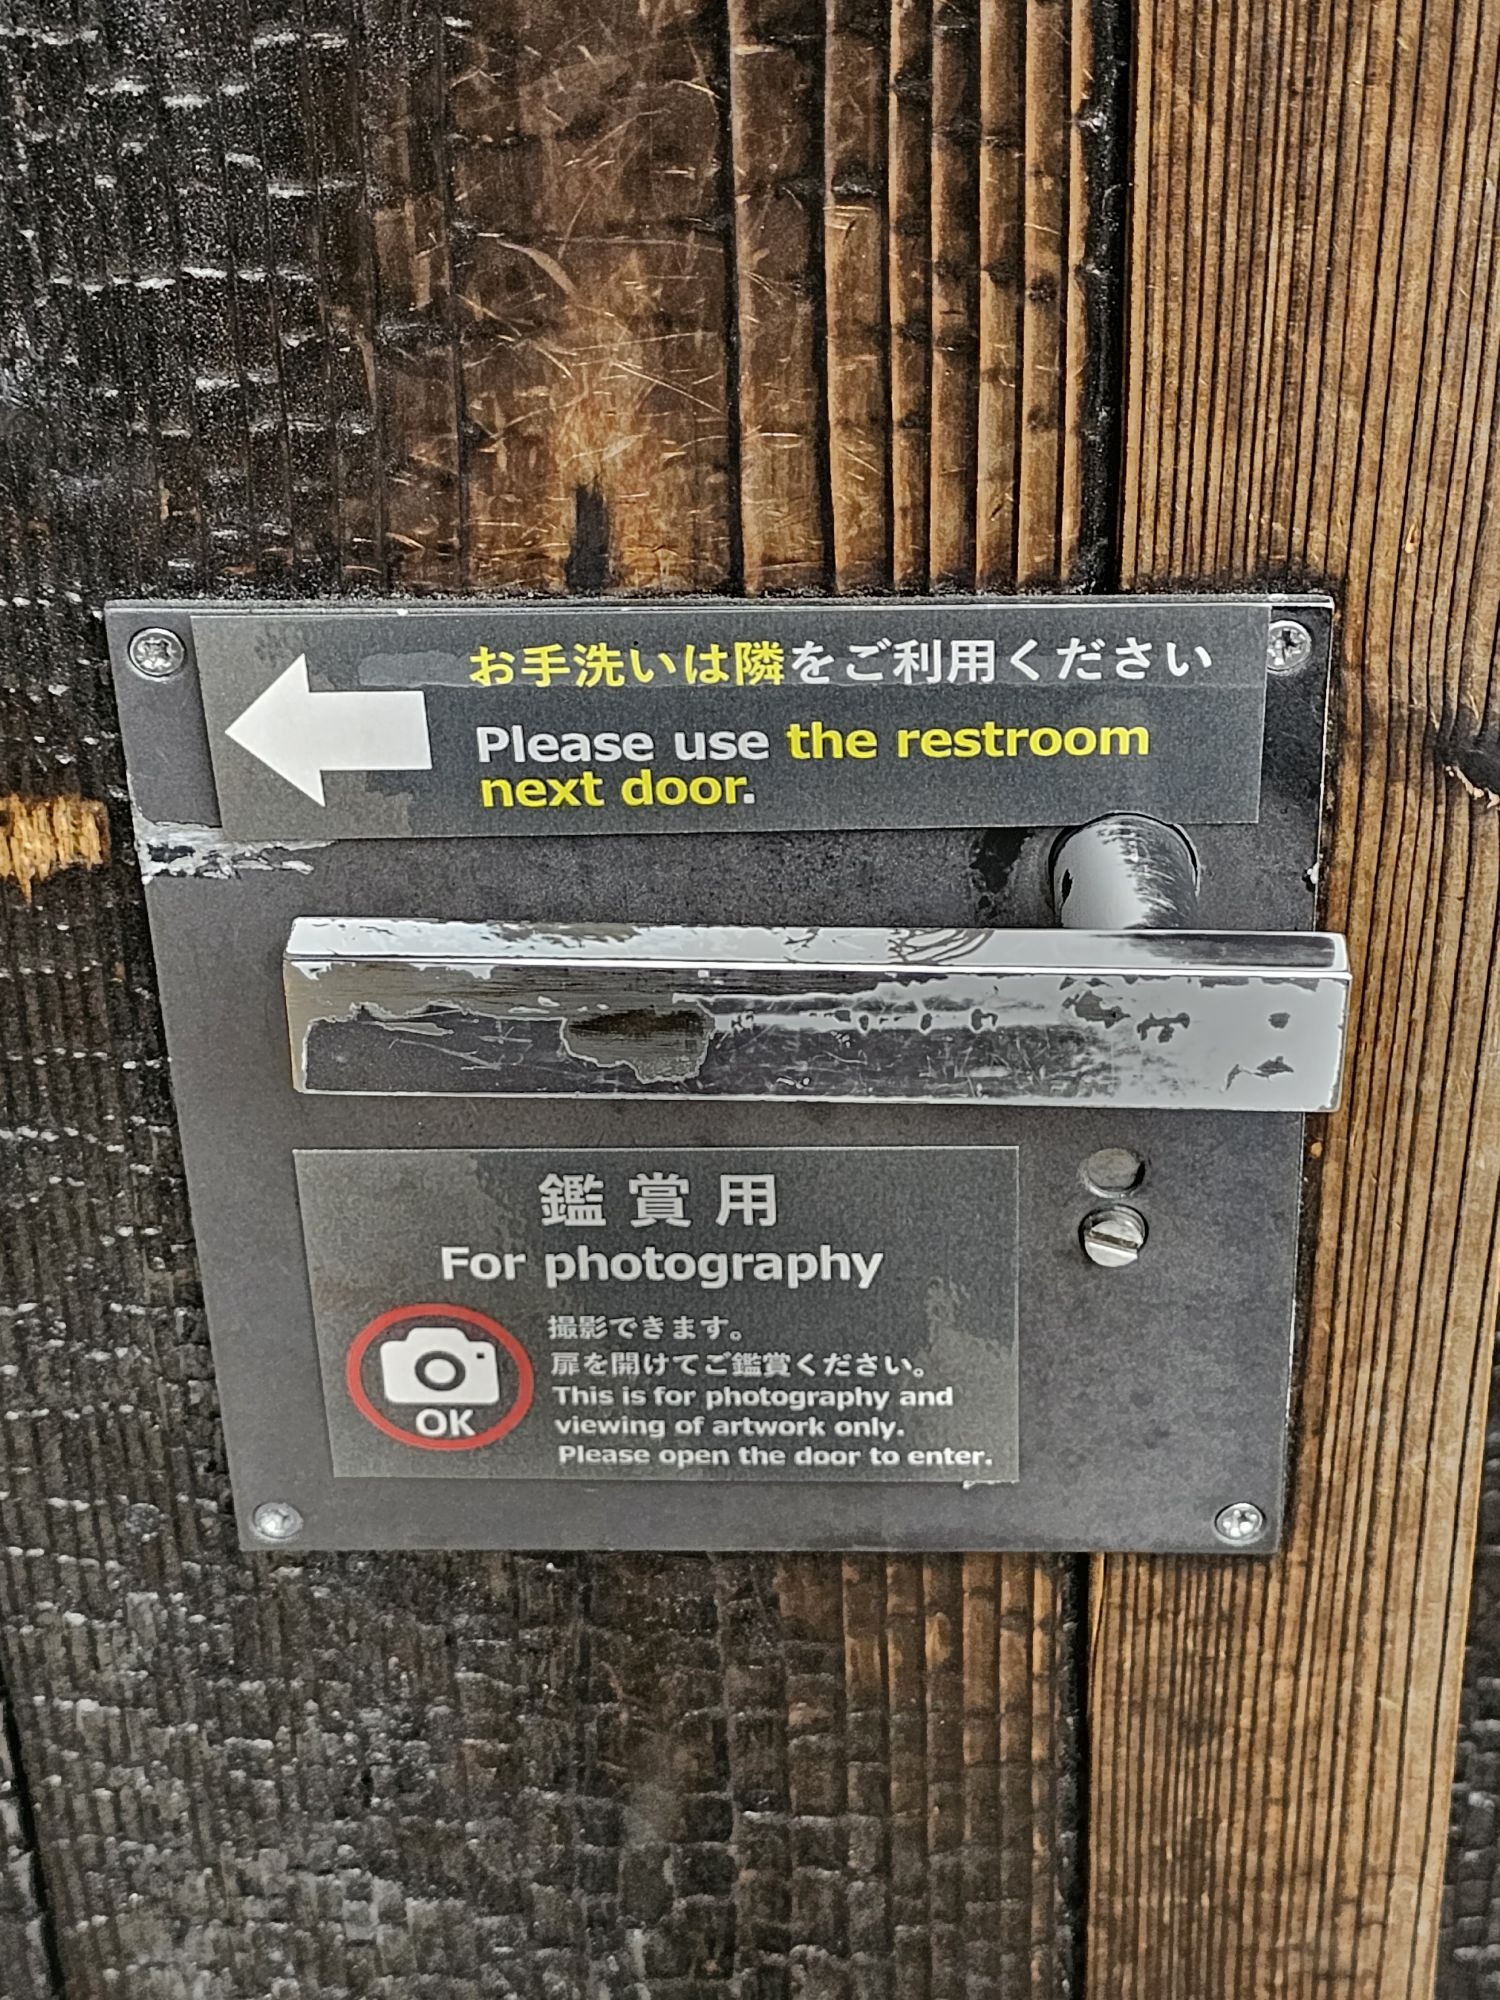 お手洗いは隣をご利用ください
Please use the restroom
next door.
鑑賞用
For photography
撮影できます。
扉を開けてご鑑賞ください。
OK
This is for photography and
viewing of artwork only.
Please open the door to enter.